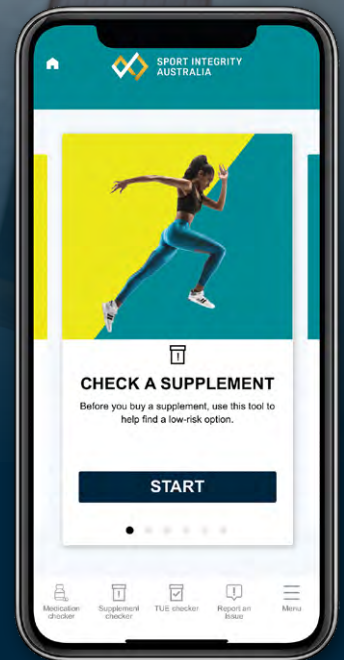 SPORT INTEGRITY
AUSTRALIA
CHECK A SUPPLEMENT
Before you buy a supplement, use this tool to
help find a low-risk option.
START
Medication
checker
Supplement
checker
TUE checker
Report an
Issue
Menu